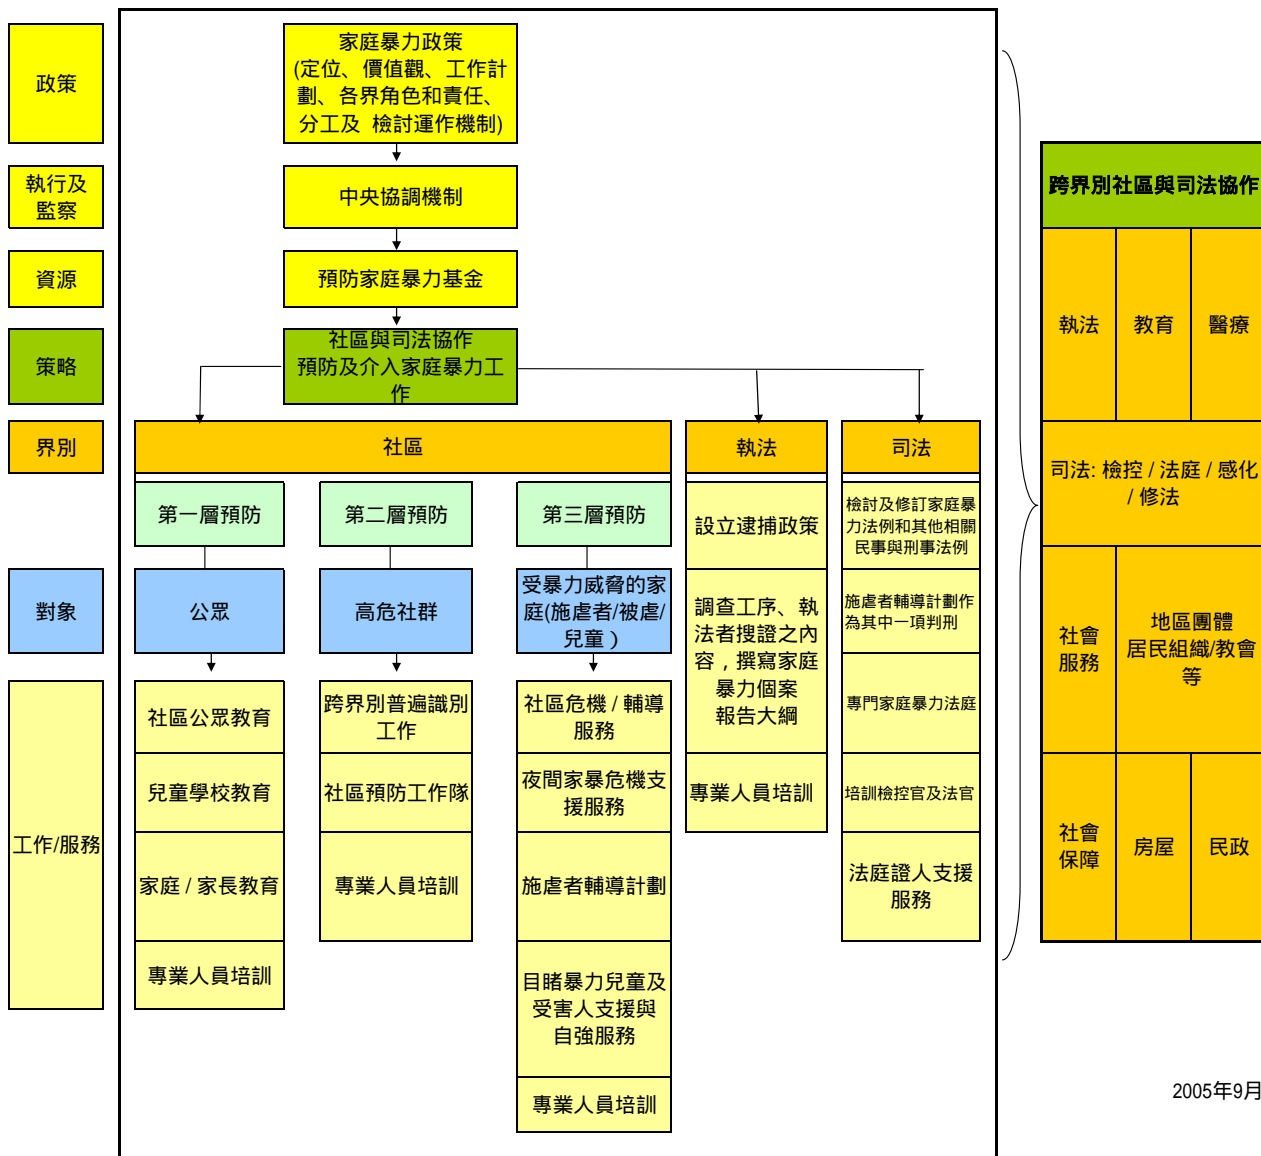 政策
家庭暴力政策
(定位、價值觀、工作計
劃、各界角色和責任、
分工及 檢討運作機制)
執行及
監察
中央協調機制
資源
預防家庭暴力基金
策略
社區與司法協作
預防及介入家庭暴力工
作
界別
社區
執法
司法
第一層預防
第二層預防
第三層預防
設立逮捕政策
檢討及修訂家庭暴
力法例和其他相關
民事與刑事法例
對象
公眾
高危社群
受暴力威脅的家
庭(施虐者/被虐/
兒童 )
調查工序、執
法者搜證之內
容 , 撰寫家庭
暴力個案
報告大綱
施虐者輔導計劃作
為其中一項判刑
工作/服務
社區公眾教育
跨界別普遍識別
工作
社區危機 / 輔導
服務
專門家庭暴力法庭
兒童學校教育
社區預防工作隊
夜間家暴危機支
援服務
專業人員培訓
培訓檢控官及法官
家庭 / 家長教育
專業人員培訓
施虐者輔導計劃
法庭證人支援
服務
專業人員培訓
目睹暴力兒童及
受害人支援與
自強服務
專業人員培訓
跨界別社區與司法協作
執法
教育
醫療
司法: 檢控 / 法庭 / 感化
/ 修法
社會
服務
地區團體
居民組織/教會
等
社會
保障
房屋
民政
2005年9月